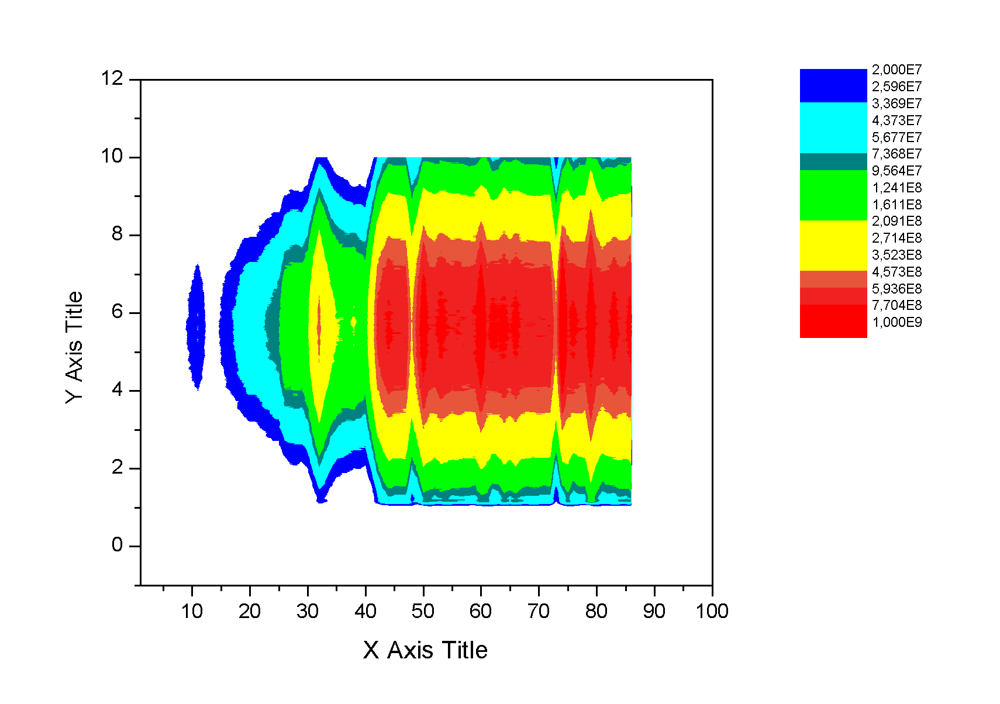 12
10
8
6
4
2
0
Y Axis Title
10 20 30 40 50 60 70 80 90 100
X Axis Title
2,000E7
2,596E7
3,369E7
4,373E7
5,677E7
7,368E7
9,564E7
1,241E8
1,611E8
2,091E8
2,714E8
3,523E8
4,573E8
5,936E8
7,704E8
1,000E9